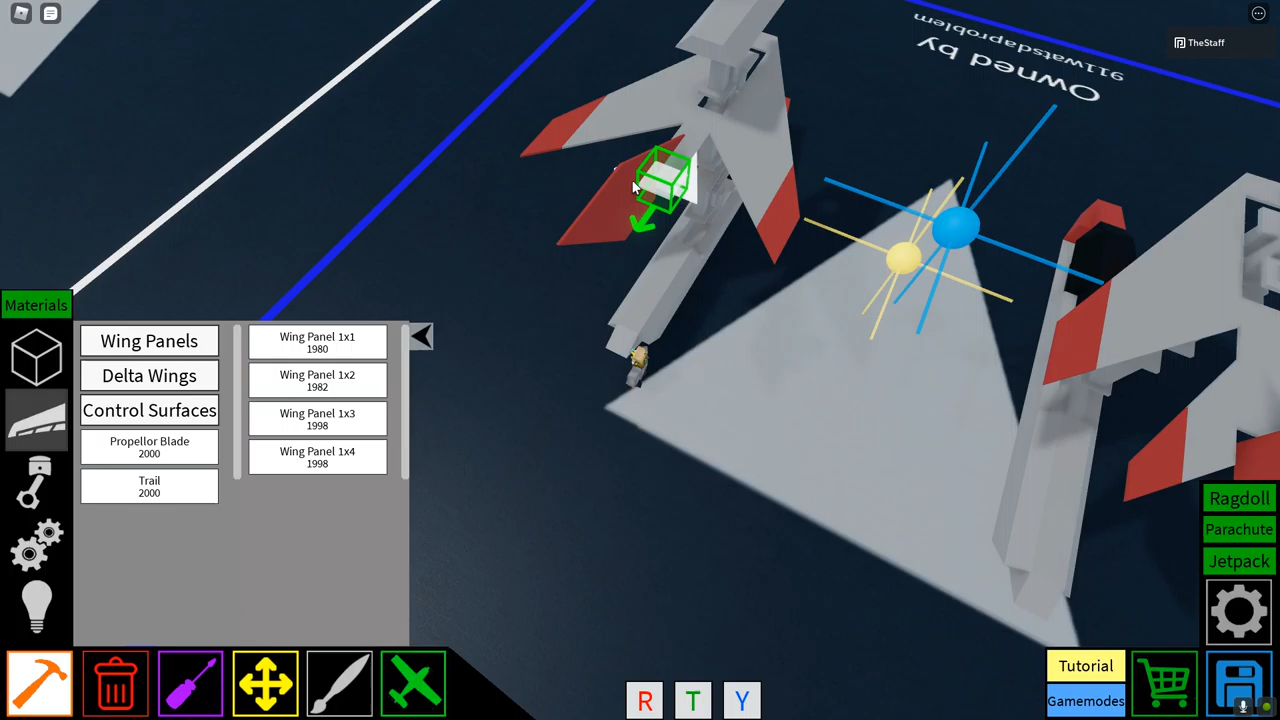 TheStaff
Owned by
911watsdaproblem
Materials
Wing Panels
Delta Wings
Control Surfaces
Propellor Blade
2000
Trail
2000
Wing Panel 1x1
1980
Wing Panel 1x2
1982
Wing Panel 1x3
1998
Wing Panel 1x4
1998
Ragdoll
Parachute
Jetpack
Tutorial
Gamemodes
R T Y